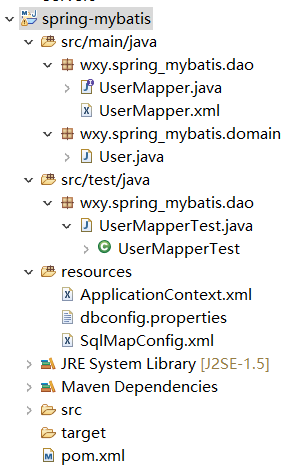 spring-mybatis
src/main/java
wxy.spring_mybatis.dao
UserMapper.java
UserMapper.xml
wxy.spring_mybatis.domain
User.java
src/test/java
wxy.spring_mybatis.dao
UserMapperTest.java
UserMapperTest
resources
ApplicationContext.xml
dbconfig.properties
SqlMapConfig.xml
JRE System Library [J2SE-1.5]
Maven Dependencies
src
target
pom.xml